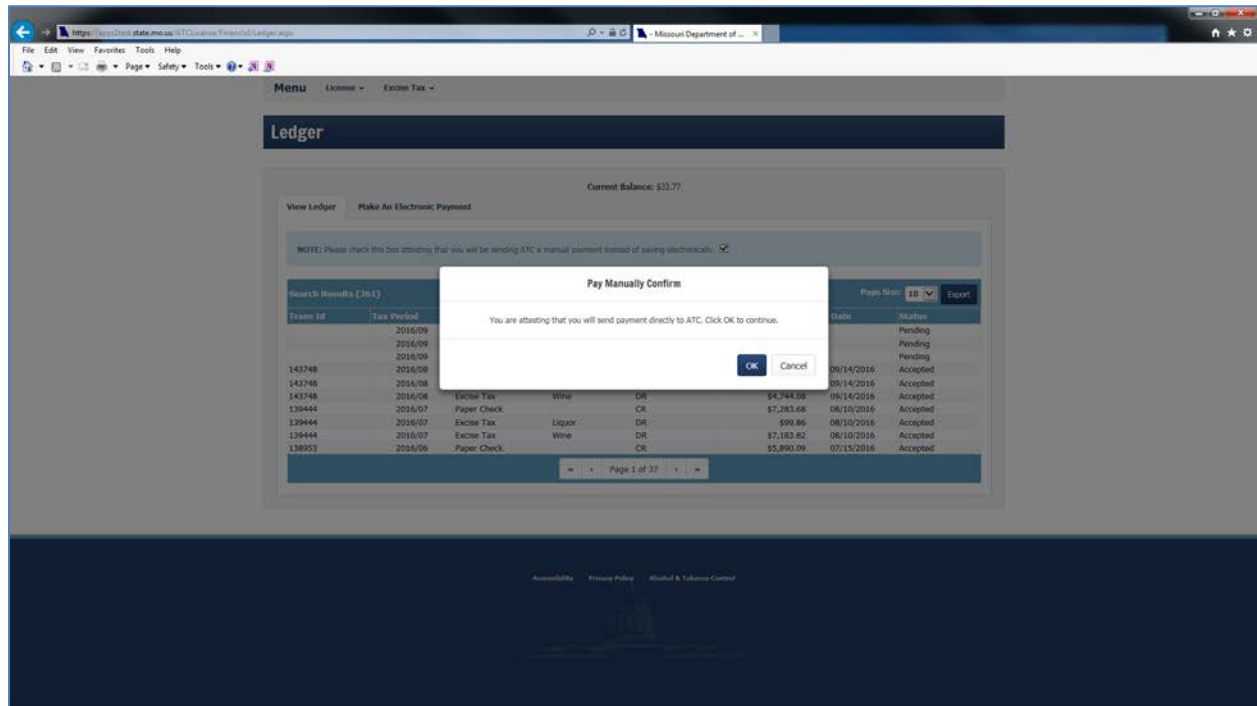 https://apps2test.state.mo.us/ATCLicense/Financial/Ledger.aspx
- Missouri Department of ...
File Edit View Favorites Tools Help
Page Safety Tools
Menu License Excise Tax
Ledger
Current Balance: $32.77
View Ledger Make An Electronic Payment
NOTE: Please check this box attesting that you will be sending ATC a manual payment instead of paying electronically.
Pay Manually Confirm
Search Results (361) Page Size: 10 Export
Trans Id Tax Period Date Status
You are attesting that you will send payment directly to ATC. Click OK to continue.
2016/09 Pending
2016/09 Pending
2016/09 Pending
OK Cancel
143746 2016/08 09/14/2016 Accepted
143746 2016/08 09/14/2016 Accepted
143746 2016/08 Excise Tax Wine DR $4,744.08 09/14/2016 Accepted
139444 2016/07 Paper Check CR $7,283.68 08/10/2016 Accepted
139444 2016/07 Excise Tax Liquor DR $99.86 08/10/2016 Accepted
139444 2016/07 Excise Tax Wine DR $7,183.82 08/10/2016 Accepted
138953 2016/06 Paper Check CR $5,890.09 07/15/2016 Accepted
« ‹ Page 1 of 37 › »
Accessibility Privacy Policy Alcohol & Tobacco Control